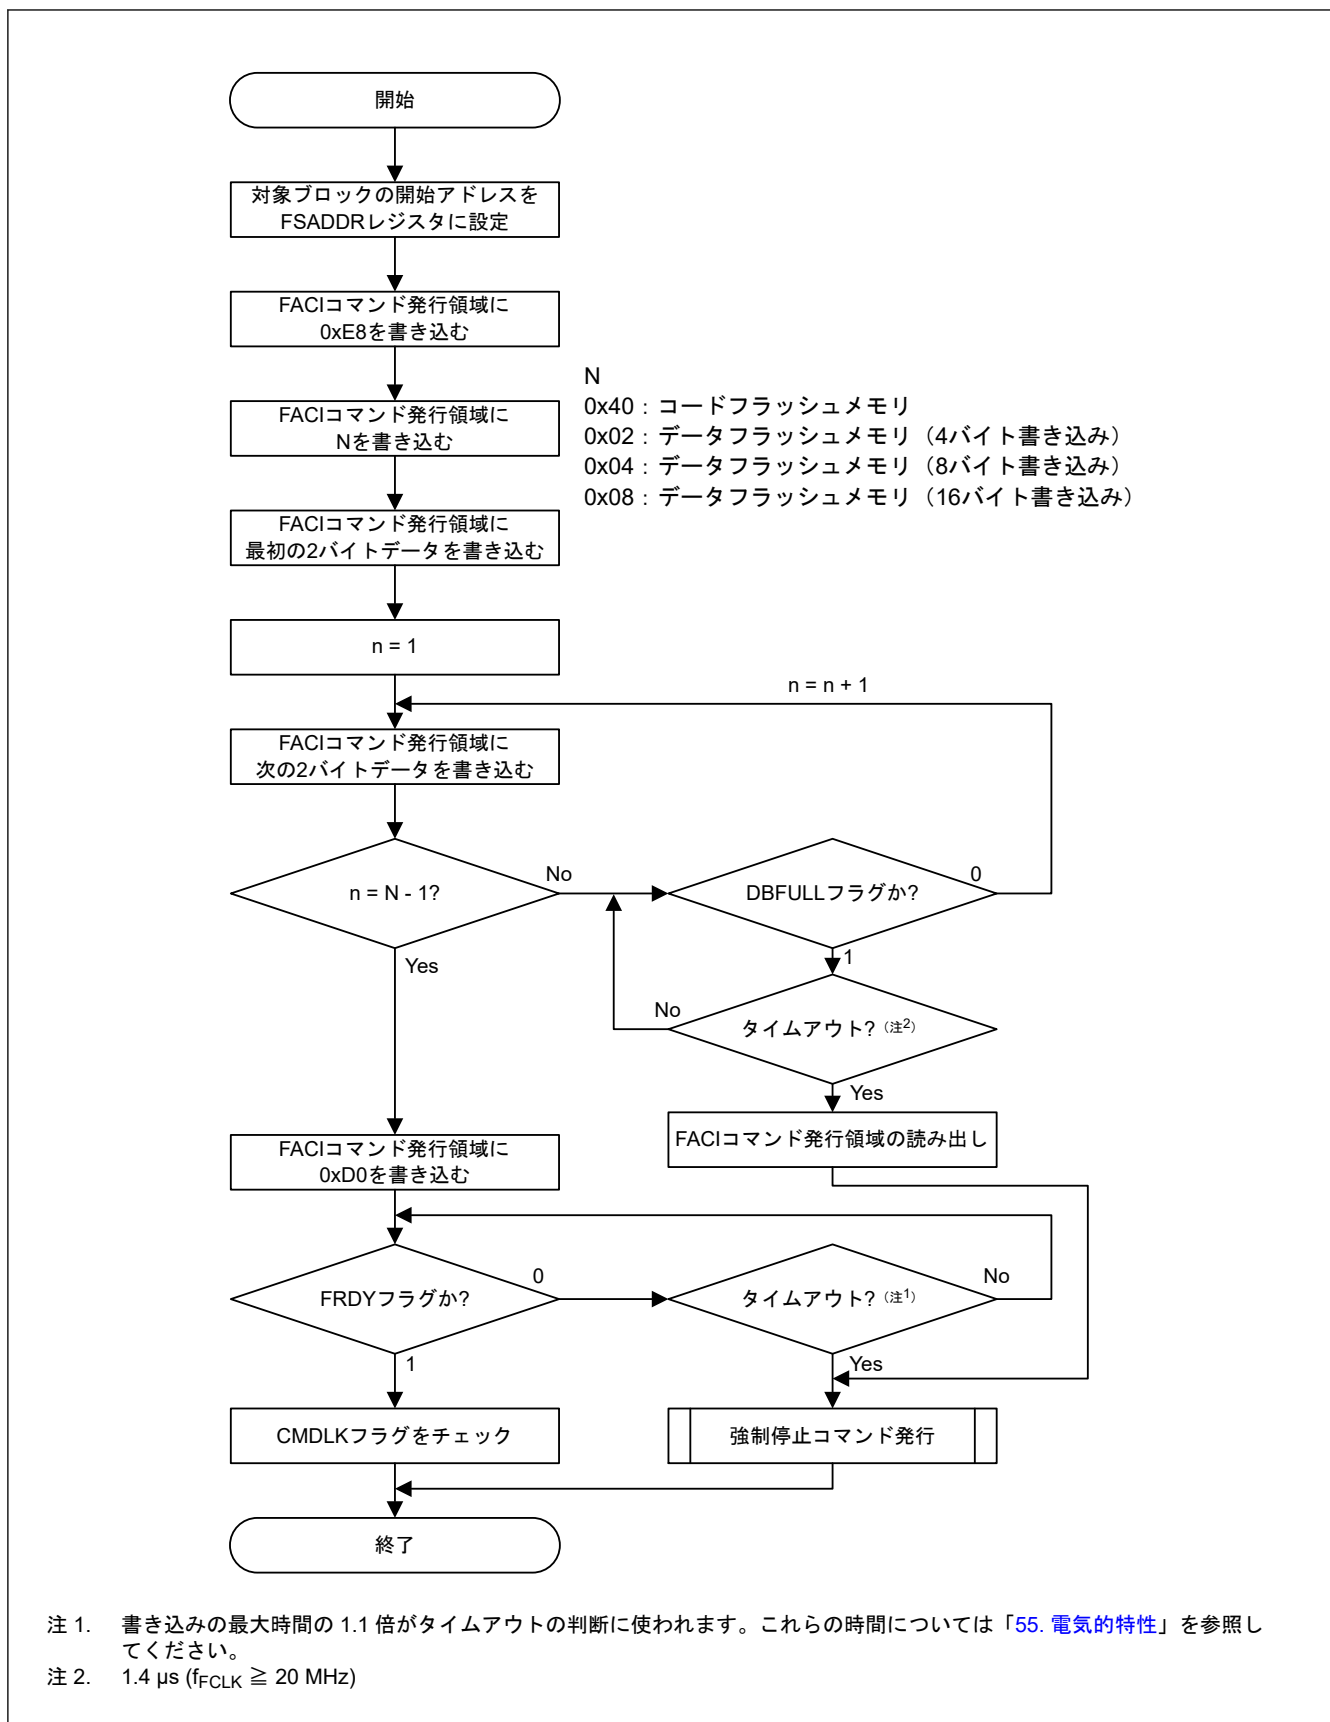 開始
対象ブロックの開始アドレスを
FSADDRレジスタに設定
FACIコマンド発行領域に
0xE8を書き込む
FACIコマンド発行領域に
Nを書き込む
N
0x40：コードフラッシュメモリ
0x02：データフラッシュメモリ（4バイト書き込み）
0x04：データフラッシュメモリ（8バイト書き込み）
0x08：データフラッシュメモリ（16バイト書き込み）
FACIコマンド発行領域に
最初の2バイトデータを書き込む
n = 1
n = n + 1
FACIコマンド発行領域に
次の2バイトデータを書き込む
n = N - 1?
No
DBFULLフラグか?
0
Yes
1
No
タイムアウト?（注2）
Yes
FACIコマンド発行領域の読み出し
FACIコマンド発行領域に
0xD0を書き込む
FRDYフラグか?
0
タイムアウト?（注1）
No
1
Yes
CMDLKフラグをチェック
強制停止コマンド発行
終了
注 1. 書き込みの最大時間の 1.1 倍がタイムアウトの判断に使われます。これらの時間については「55. 電気的特性」を参照し
てください。
注 2. 1.4 µs (fFCLK ≧ 20 MHz)